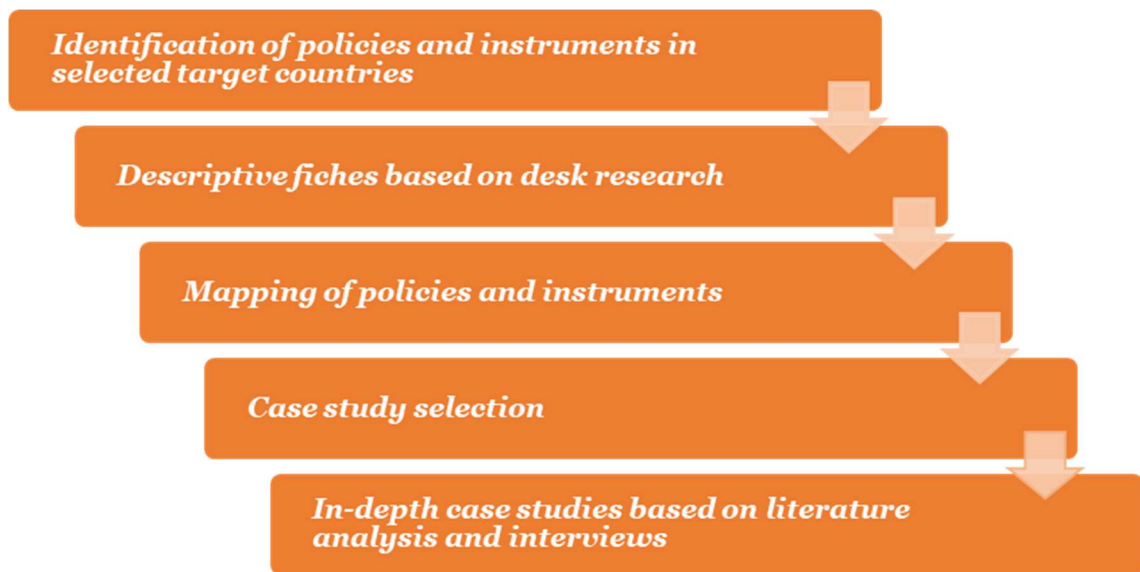 Identification of policies and instruments in
selected target countries
Descriptive fiches based on desk research
Mapping of policies and instruments
Case study selection
In-depth case studies based on literature
analysis and interviews